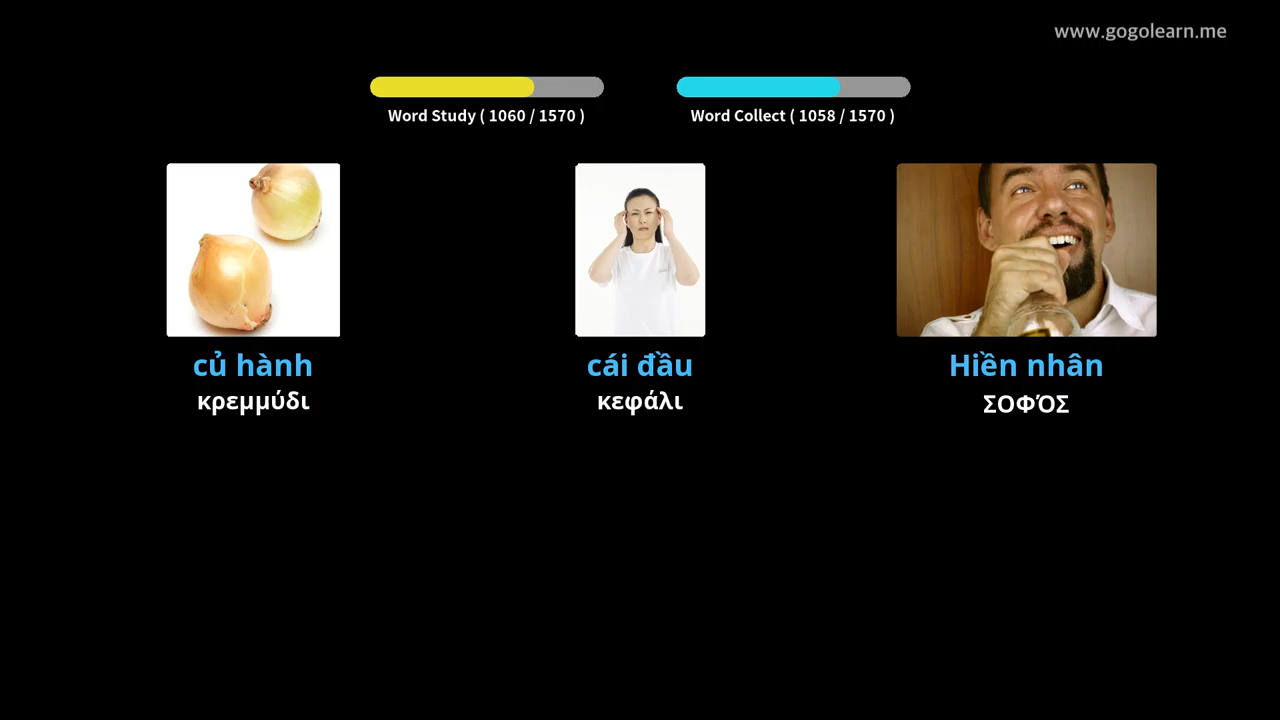 www.gogolearn.me
Word Study ( 1060 / 1570 )
Word Collect ( 1058 / 1570 )
củ hành
cái đầu
Hiền nhân
κρεμμύδι
κεφάλι
ΣΟΦΌΣ